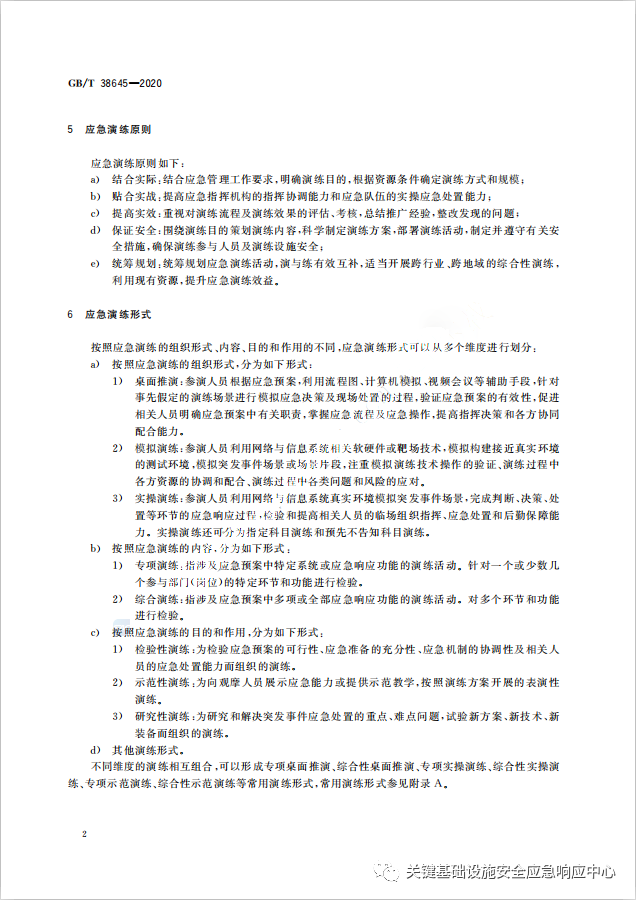 GB/T 38645—2020
5 应急演练原则
应急演练原则如下:
a) 结合实际:结合应急管理工作要求,明确演练目的,根据资源条件确定演练方式和规模;
b) 贴合实战:提高应急指挥机构的指挥协调能力和应急队伍的实操应急处置能力;
c) 提高实效:重视对演练流程及演练效果的评估、考核,总结推广经验,整改发现的问题;
d) 保证安全:围绕演练目的策划演练内容,科学制定演练方案,部署演练活动,制定并遵守有关安
全措施,确保演练参与人员及演练设施安全;
e) 统筹规划:统筹规划应急演练活动,演与练有效互补,适当开展跨行业、跨地域的综合性演练,
利用现有资源,提升应急演练效益。
6 应急演练形式
按照应急演练的组织形式、内容、目的和作用的不同,应急演练形式可以从多个维度进行划分:
a) 按照应急演练的组织形式,分为如下形式:
1) 桌面推演:参演人员根据应急预案,利用流程图、计算机模拟、视频会议等辅助手段,针对
事先假定的演练场景进行模拟应急决策及现场处置的过程,验证应急预案的有效性,促进
相关人员明确应急预案中有关职责,掌握应急流程及应急操作,提高指挥决策和各方协同
配合能力。
2) 模拟演练:参演人员利用网络与信息系统相关软硬件或靶场技术,模拟构建接近真实环境
的测试环境,模拟突发事件场景或场景片段,注重模拟演练技术操作的验证、演练过程中
各方资源的协调和配合、演练过程中各类问题和风险的应对。
3) 实操演练:参演人员利用网络与信息系统真实环境模拟突发事件场景,完成判断、决策、处
置等环节的应急响应过程,检验和提高相关人员的临场组织指挥、应急处置和后勤保障能
力。实操演练还可分为指定科目演练和预先不告知科目演练。
b) 按照应急演练的内容,分为如下形式:
1) 专项演练:指涉及应急预案中特定系统或应急响应功能的演练活动。针对一个或少数几
个参与部门(岗位)的特定环节和功能进行检验。
2) 综合演练:指涉及应急预案中多项或全部应急响应功能的演练活动。对多个环节和功能
进行检验。
c) 按照应急演练的目的和作用,分为如下形式:
1) 检验性演练:为检验应急预案的可行性、应急准备的充分性、应急机制的协调性及相关人
员的应急处置能力而组织的演练。
2) 示范性演练:为向观摩人员展示应急能力或提供示范教学,按照演练方案开展的表演性
演练。
3) 研究性演练:为研究和解决突发事件应急处置的重点、难点问题,试验新方案、新技术、新
装备而组织的演练。
d) 其他演练形式。
不同维度的演练相互组合,可以形成专项桌面推演、综合性桌面推演、专项实操演练、综合性实操演
练、专项示范演练、综合性示范演练等常用演练形式,常用演练形式参见附录 A。
2
关键基础设施安全应急响应中心